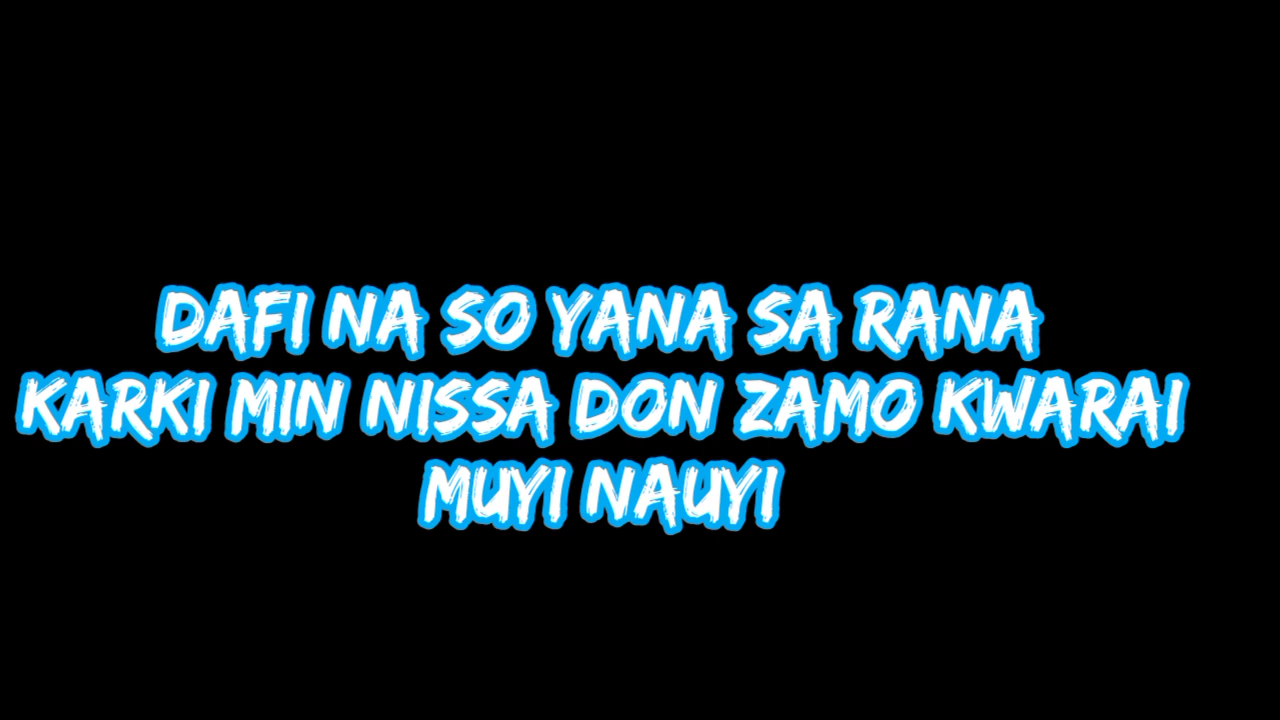 DAFI NA SO YANA SA RANA
KARKI MIN NISSA DON ZAMO KWARAI
MUYI NAUYI